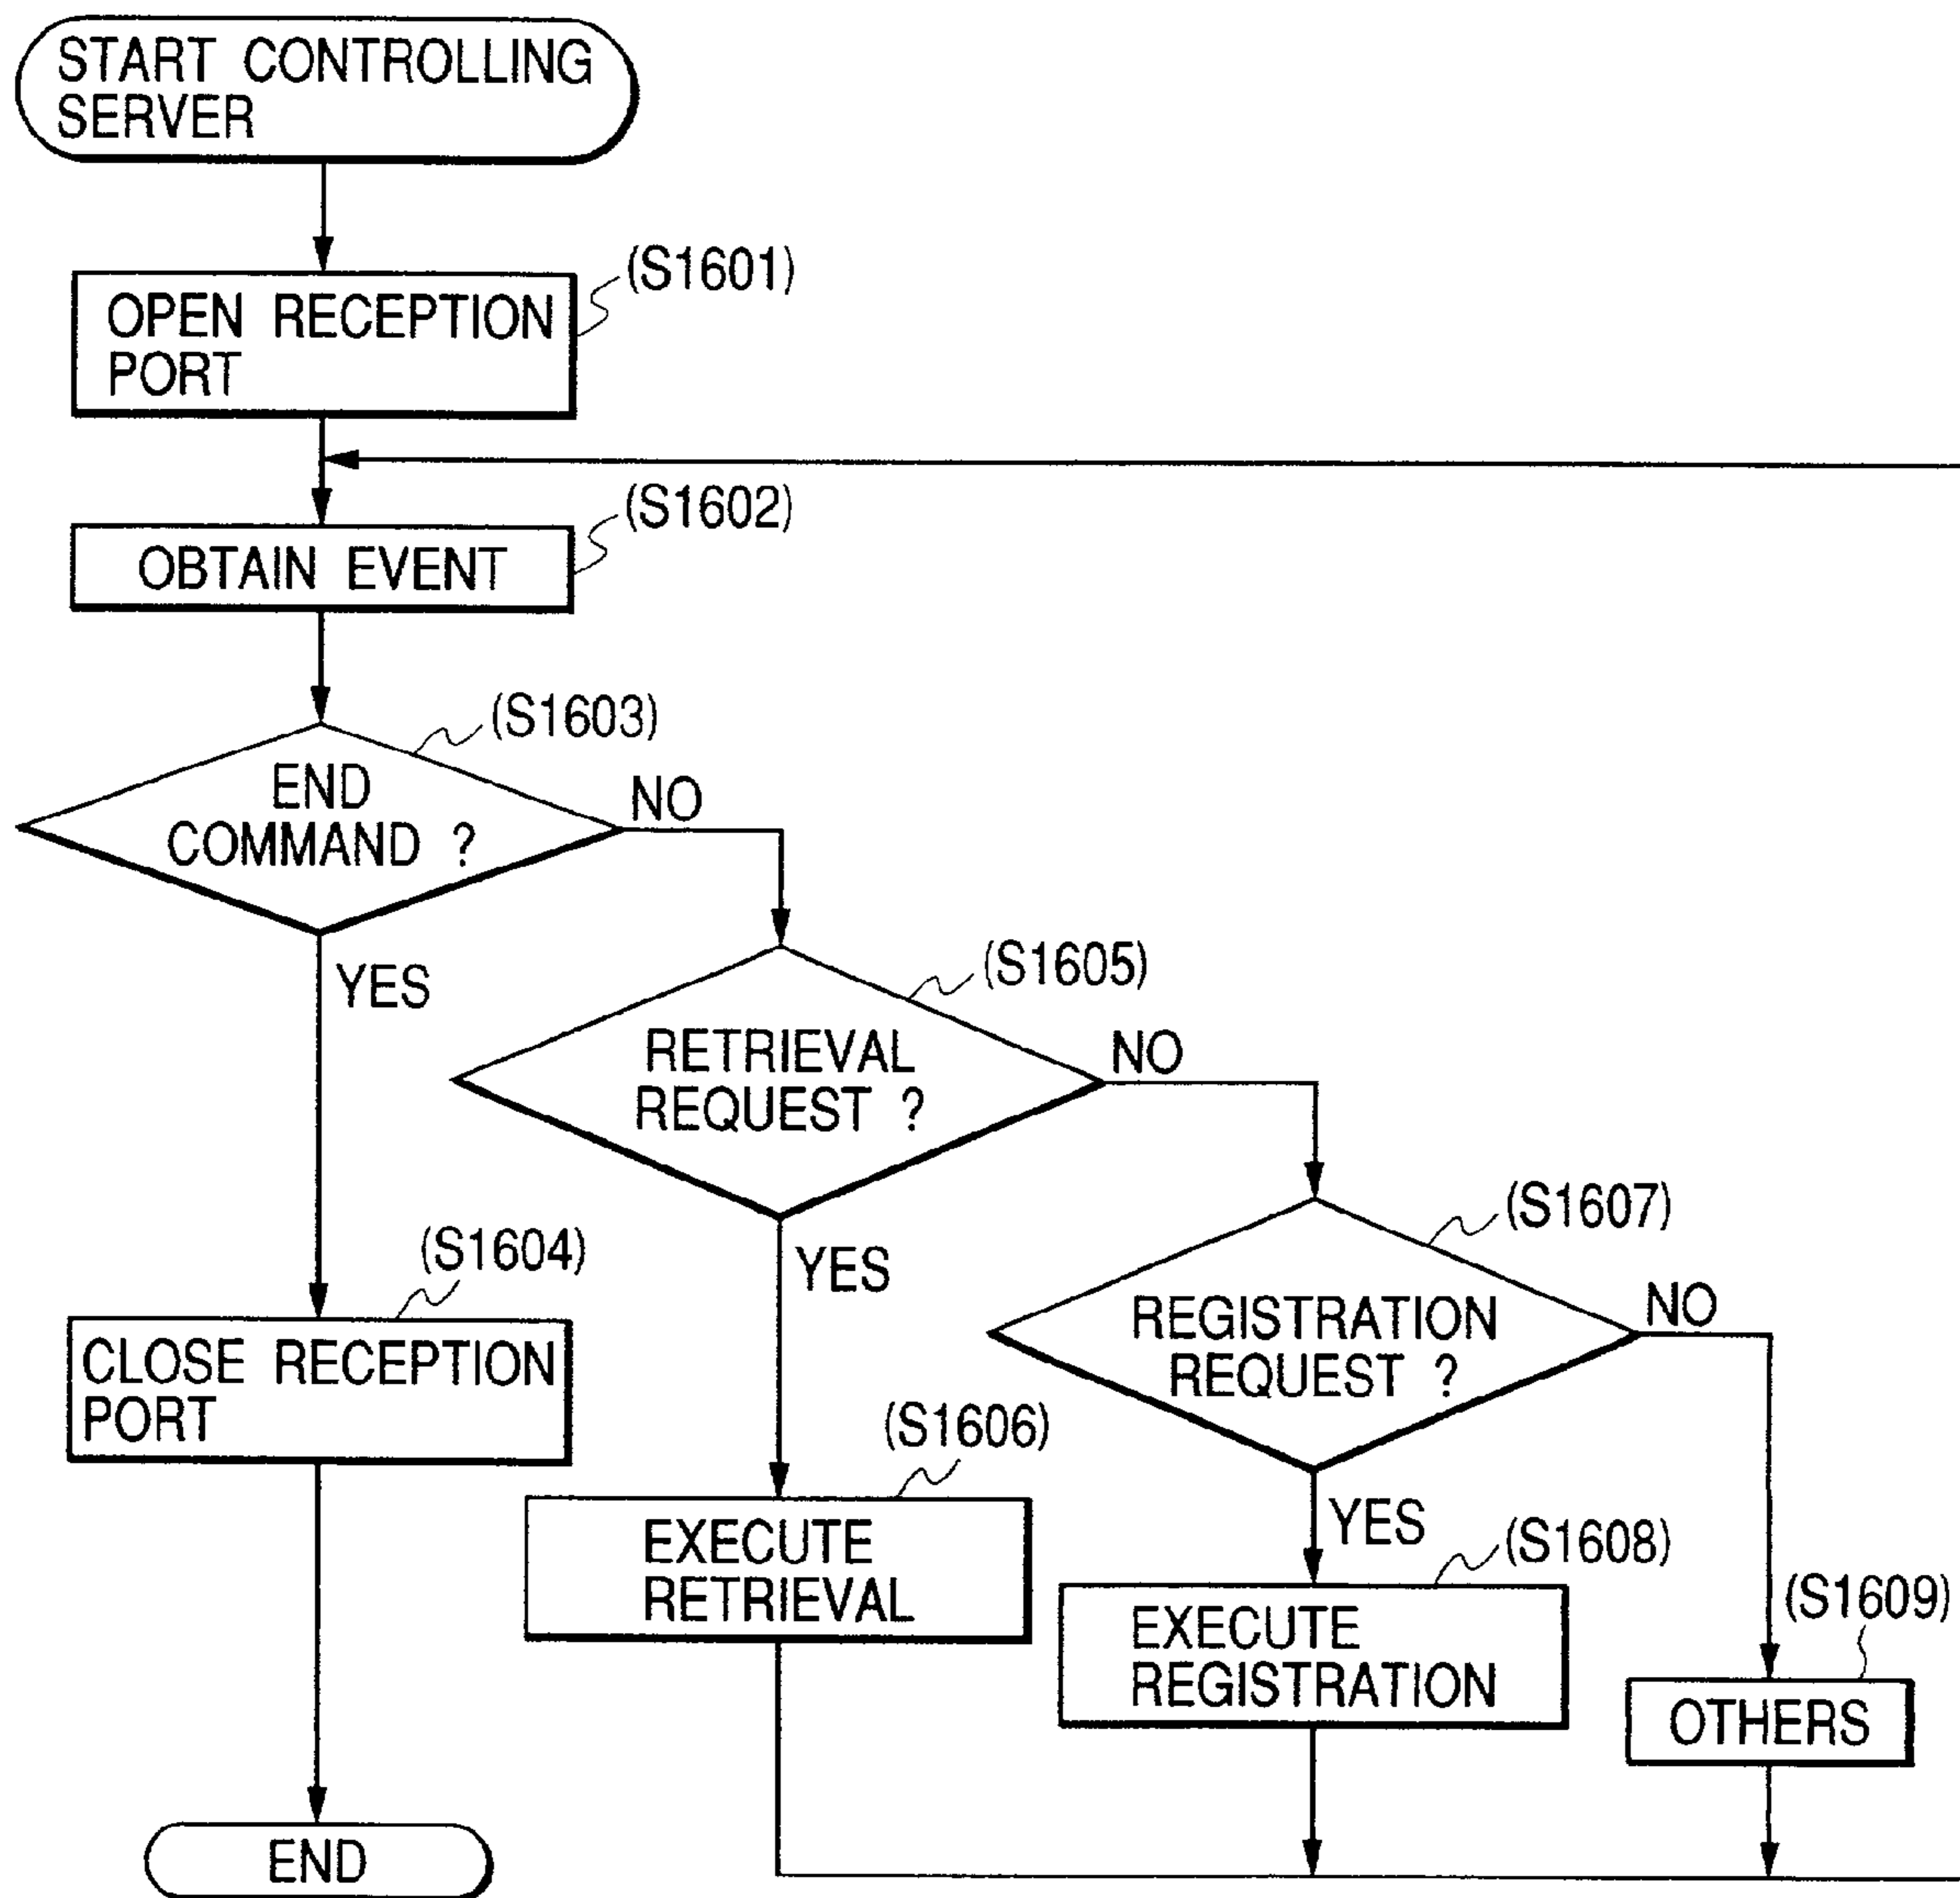 START CONTROLLING
SERVER
(S1601)
OPEN RECEPTION
PORT
(S1602)
OBTAIN EVENT
(S1603)
END
COMMAND ?
NO
YES
(S1605)
RETRIEVAL
REQUEST ?
NO
YES
(S1604)
CLOSE RECEPTION
PORT
(S1607)
REGISTRATION
REQUEST ?
NO
YES
(S1606)
EXECUTE
RETRIEVAL
(S1608)
EXECUTE
REGISTRATION
(S1609)
OTHERS
END